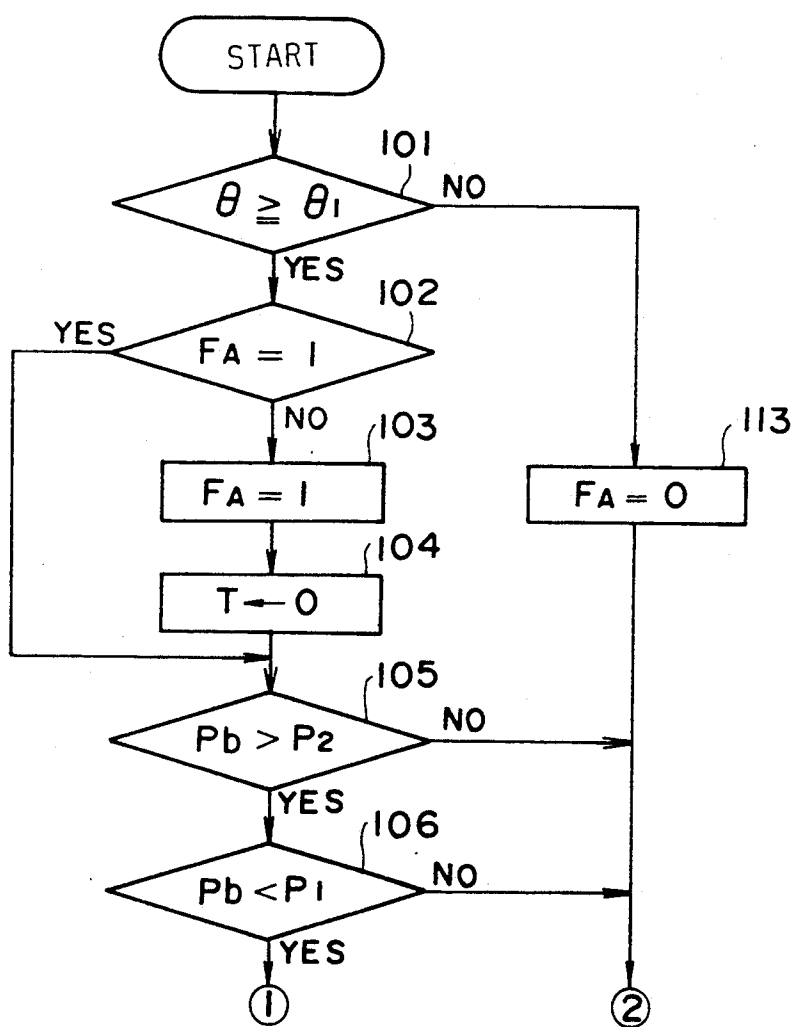 START
101
θ ≧ θ1
NO
YES
102
YES
FA = 1
NO
103
FA = 1
113
FA = 0
104
T ← 0
105
Pb > P2
NO
YES
106
Pb < P1
NO
YES
1
2